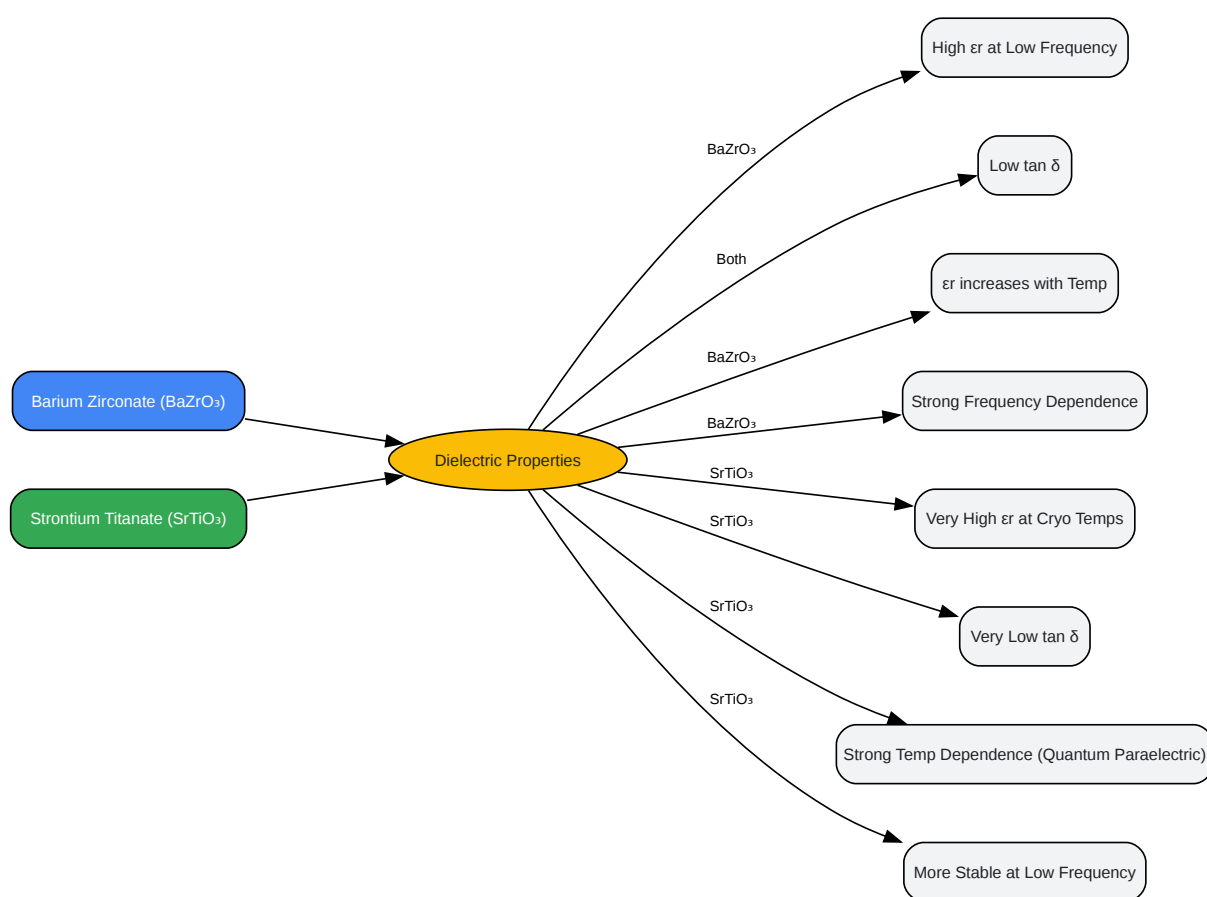 High εr at Low Frequency
BaZrO₃
Low tan δ
Both
εr increases with Temp
BaZrO₃
Barium Zirconate (BaZrO₃)
Strong Frequency Dependence
BaZrO₃
Dielectric Properties
SrTiO₃
Strontium Titanate (SrTiO₃)
Very High εr at Cryo Temps
SrTiO₃
SrTiO₃
Very Low tan δ
SrTiO₃
Strong Temp Dependence (Quantum Paraelectric)
More Stable at Low Frequency